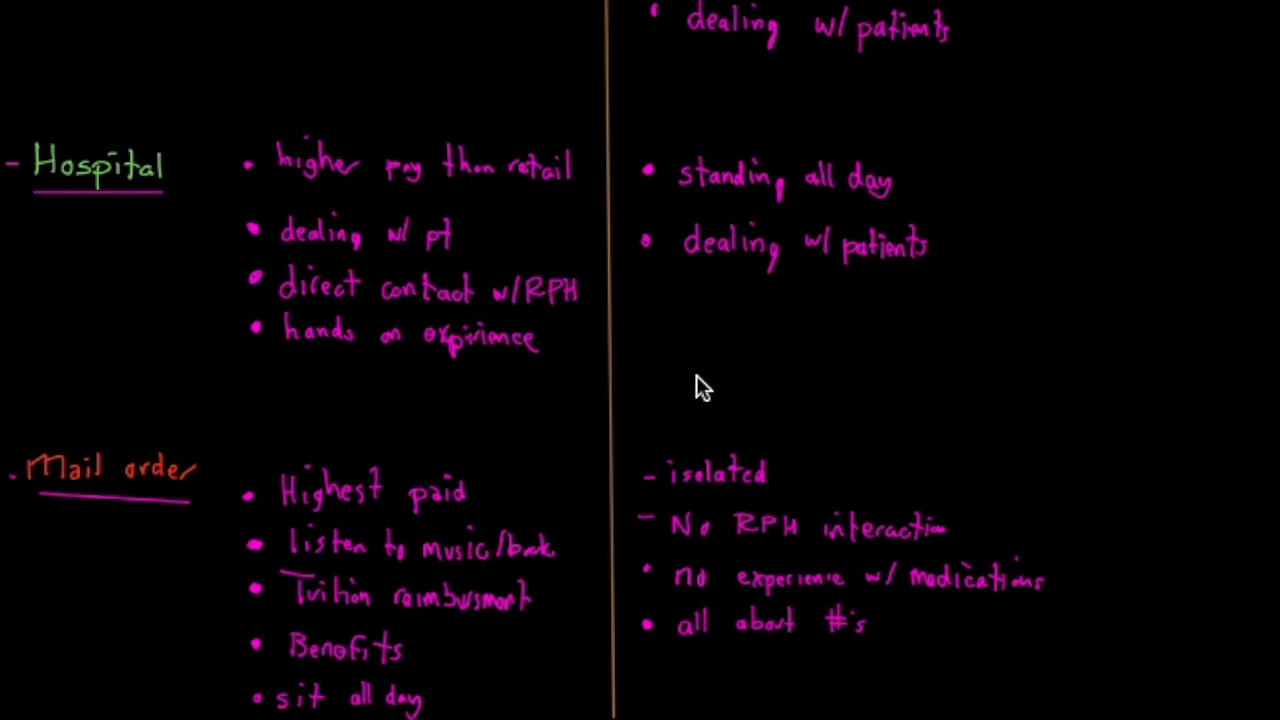 • dealing w/ patients
- Hospital
• higher pay than retail
• dealing w/ pt
• direct contact w/RPH
• hands on expirience
• standing all day
• dealing w/ patients
- Mail order
• Highest paid
• listen to music/book
• Tuition reimbursment
• Benefits
• sit all day
- isolated
- No RPH interaction
• no experience w/ medications
• all about #'s